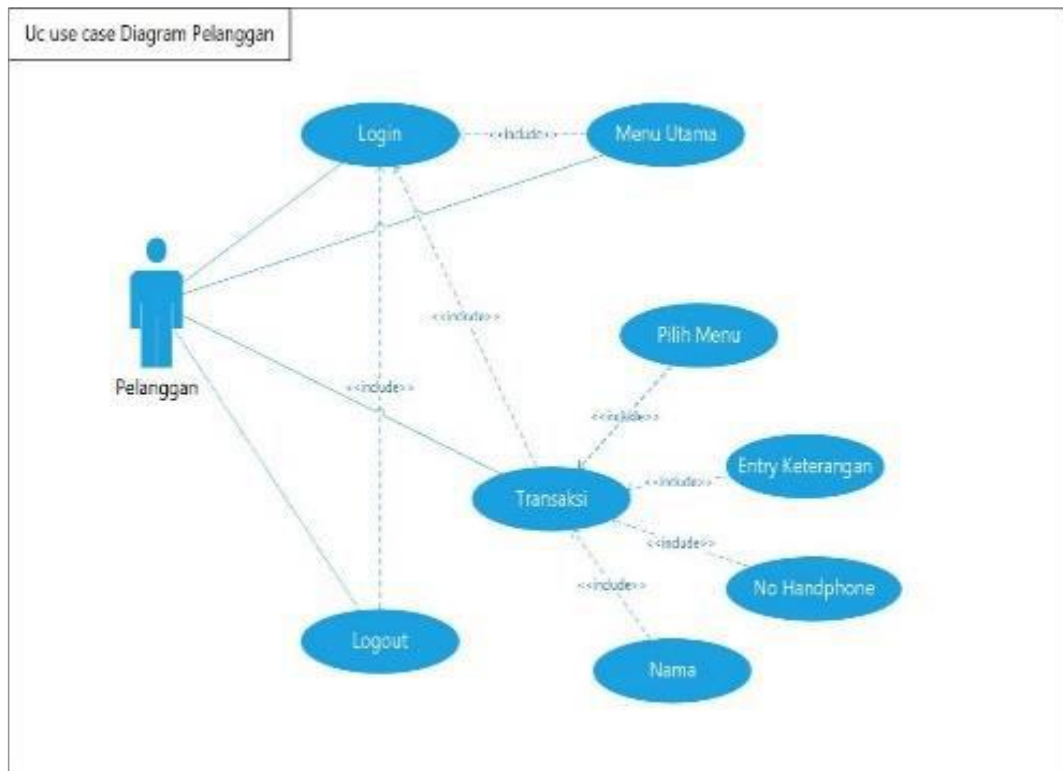 Uc use case Diagram Pelanggan
Login
<<include>>
Menu Utama
<<include>>
Pilih Menu
Pelanggan
<<include>>
<<include>>
Entry Keterangan
<<include>>
Transaksi
<<include>>
<<include>>
No Handphone
Logout
Nama